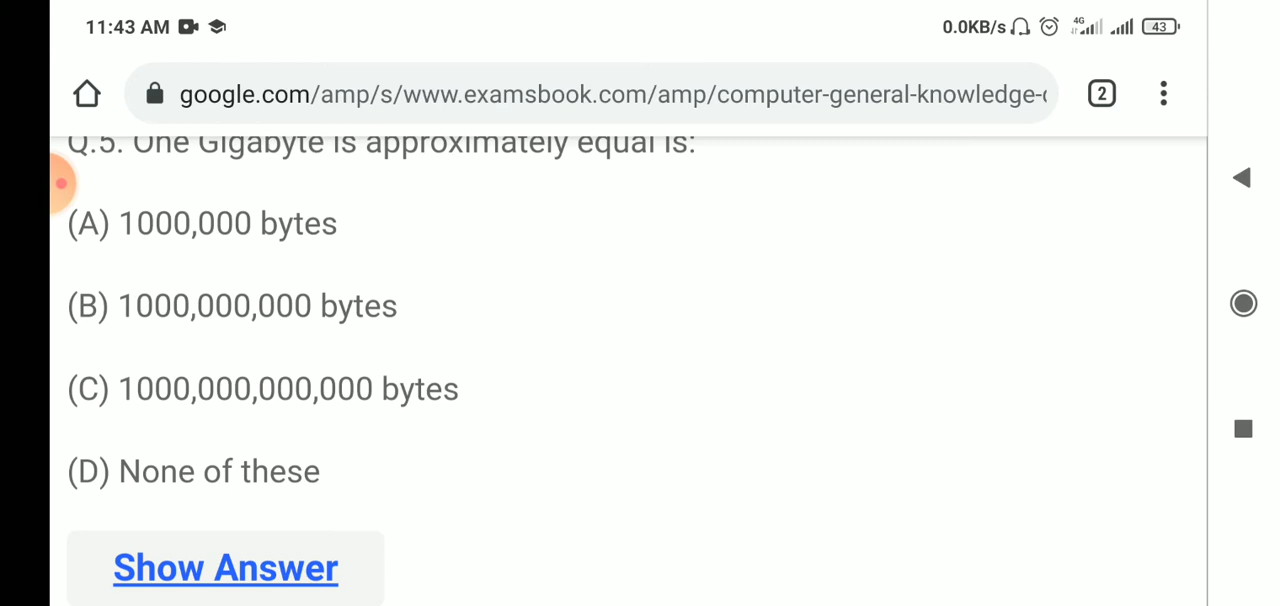 11:43 AM 0.0KB/s 4G 43
google.com/amp/s/www.examsbook.com/amp/computer-general-knowledge- 2
Q.5. One Gigabyte is approximately equal is:
(A) 1000,000 bytes
(B) 1000,000,000 bytes
(C) 1000,000,000,000 bytes
(D) None of these
Show Answer